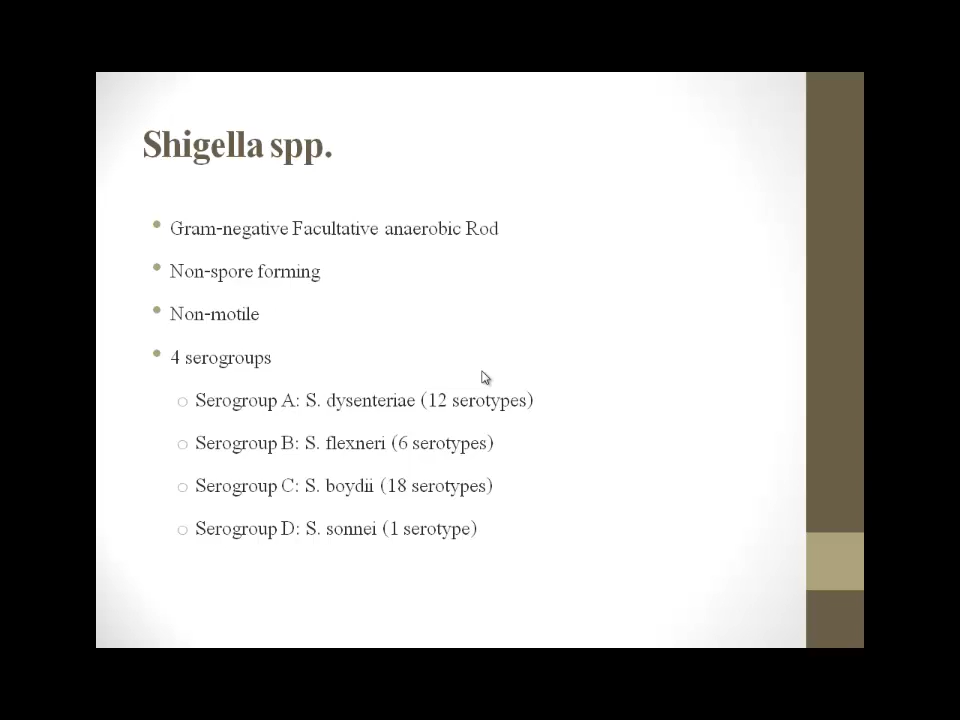 Shigella spp.
Gram-negative Facultative anaerobic Rod
Non-spore forming
Non-motile
4 serogroups
Serogroup A: S. dysenteriae (12 serotypes)
Serogroup B: S. flexneri (6 serotypes)
Serogroup C: S. boydii (18 serotypes)
Serogroup D: S. sonnei (1 serotype)